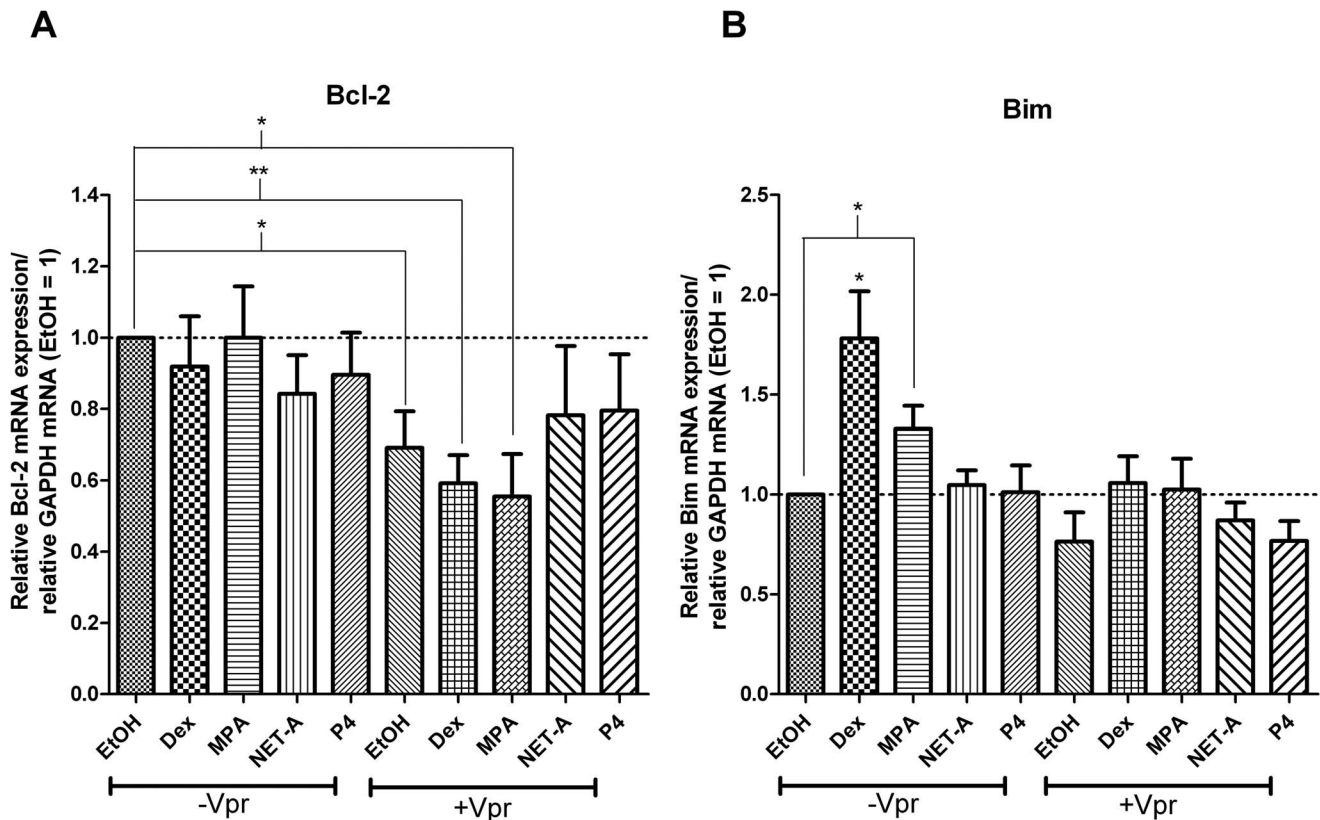 A
Bcl-2
*
**
*
Relative Bcl-2 mRNA expression/
relative GAPDH mRNA (EtOH = 1)
1.4
1.2
1.0
0.8
0.6
0.4
0.2
0.0
EtOH
Dex
MPA
NET-A
P4
EtOH
Dex
MPA
NET-A
P4
-Vpr
+Vpr
B
Bim
*
*
Relative Bim mRNA expression/
relative GAPDH mRNA (EtOH = 1)
2.5
2.0
1.5
1.0
0.5
0.0
EtOH
Dex
MPA
NET-A
P4
EtOH
Dex
MPA
NET-A
P4
-Vpr
+Vpr